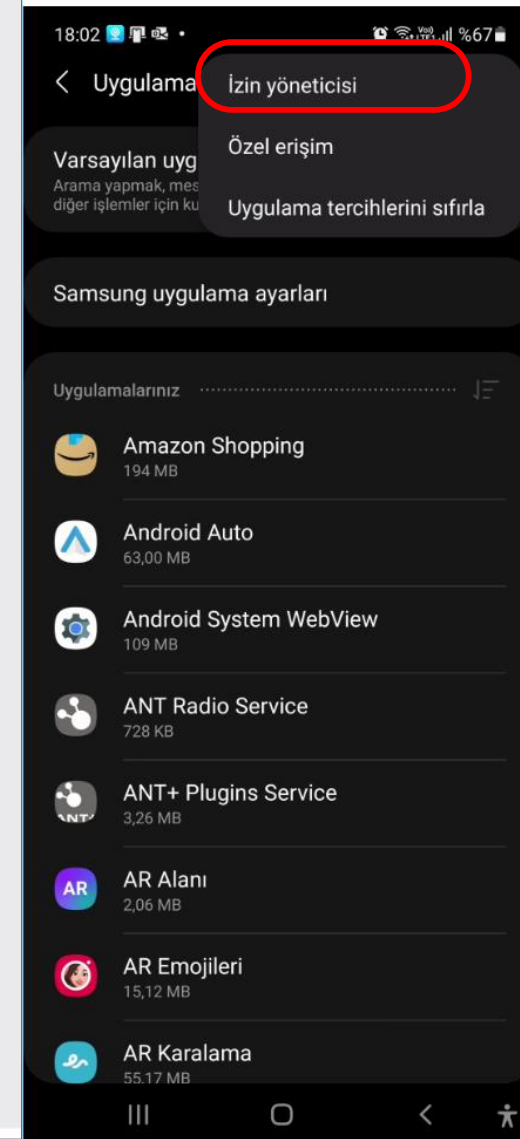 18:02 %67
Uygulama
İzin yöneticisi
Özel erişim
Uygulama tercihlerini sıfırla
Varsayılan uyg
Arama yapmak, mes
diğer işlemler için ku
Samsung uygulama ayarları
Uygulamalarınız
Amazon Shopping
194 MB
Android Auto
63,00 MB
Android System WebView
109 MB
ANT Radio Service
728 KB
ANT+ Plugins Service
3,26 MB
AR
AR Alanı
2,06 MB
AR Emojileri
15,12 MB
AR Karalama
55,17 MB